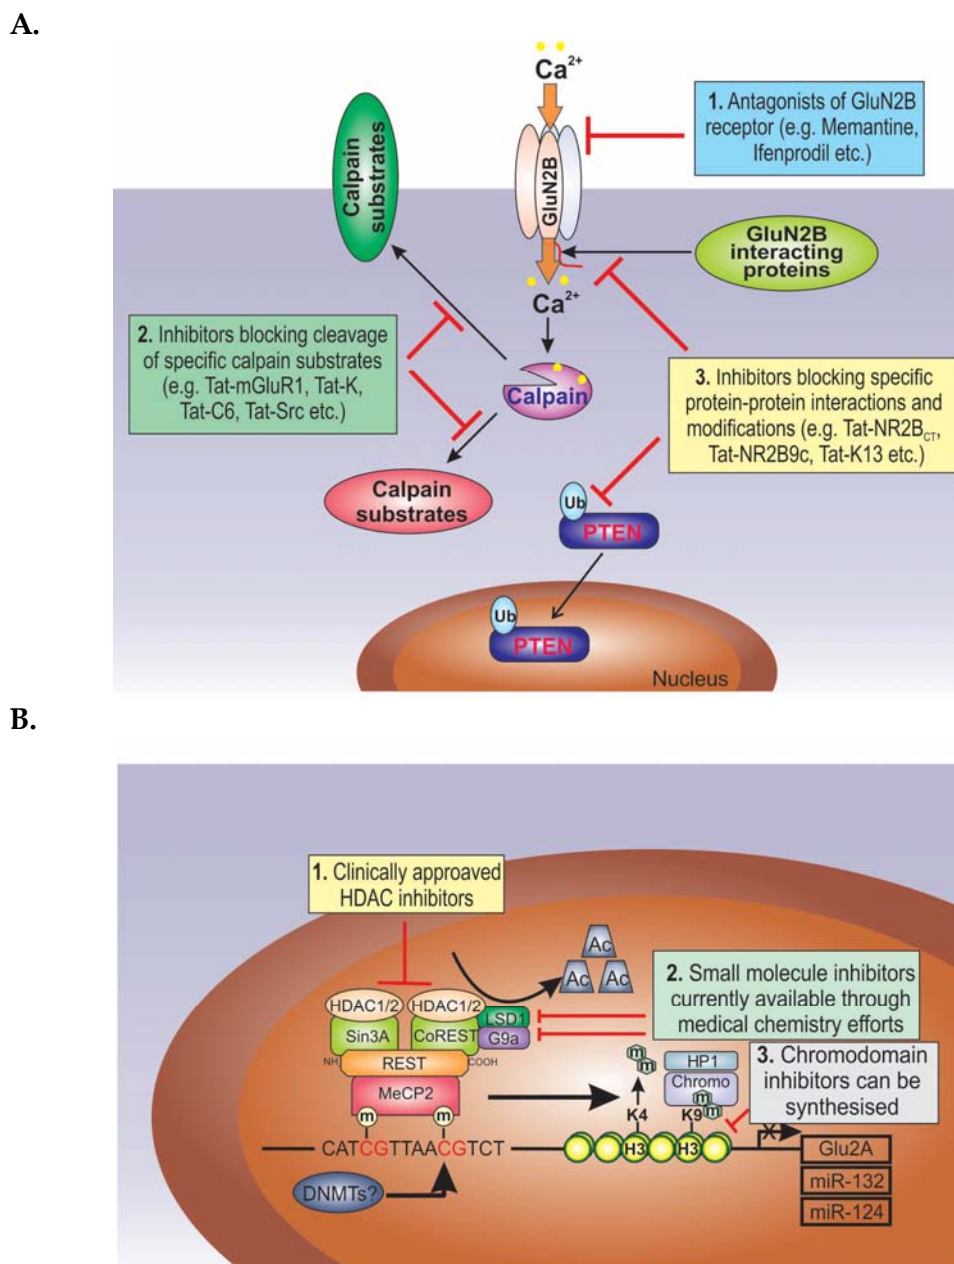 A.
Ca2+
1. Antagonists of GluN2B
receptor (e.g. Memantine,
Ifenprodil etc.)
Calpain
substrates
GluN2B
GluN2B
interacting
proteins
Ca2+
2. Inhibitors blocking cleavage
of specific calpain substrates
(e.g. Tat-mGluR1, Tat-K,
Tat-C6, Tat-Src etc.)
Calpain
3. Inhibitors blocking specific
protein-protein interactions and
modifications (e.g. Tat-NR2BCT,
Tat-NR2B9c, Tat-K13 etc.)
Calpain
substrates
Ub
PTEN
Ub
PTEN
Nucleus
B.
1. Clinically approaved
HDAC inhibitors
Ac
Ac Ac
HDAC1/2 HDAC1/2
LSD1
Sin3A CoREST G9a
NH REST COOH
MeCP2
2. Small molecule inhibitors
currently available through
medical chemistry efforts
m m
HP1
Chromo
m m
3. Chromodomain
inhibitors can be
synthesised
m m
K4 K9
CATCGTTAACGTCT
H3 H3
X
Glu2A
miR-132
miR-124
DNMTs?